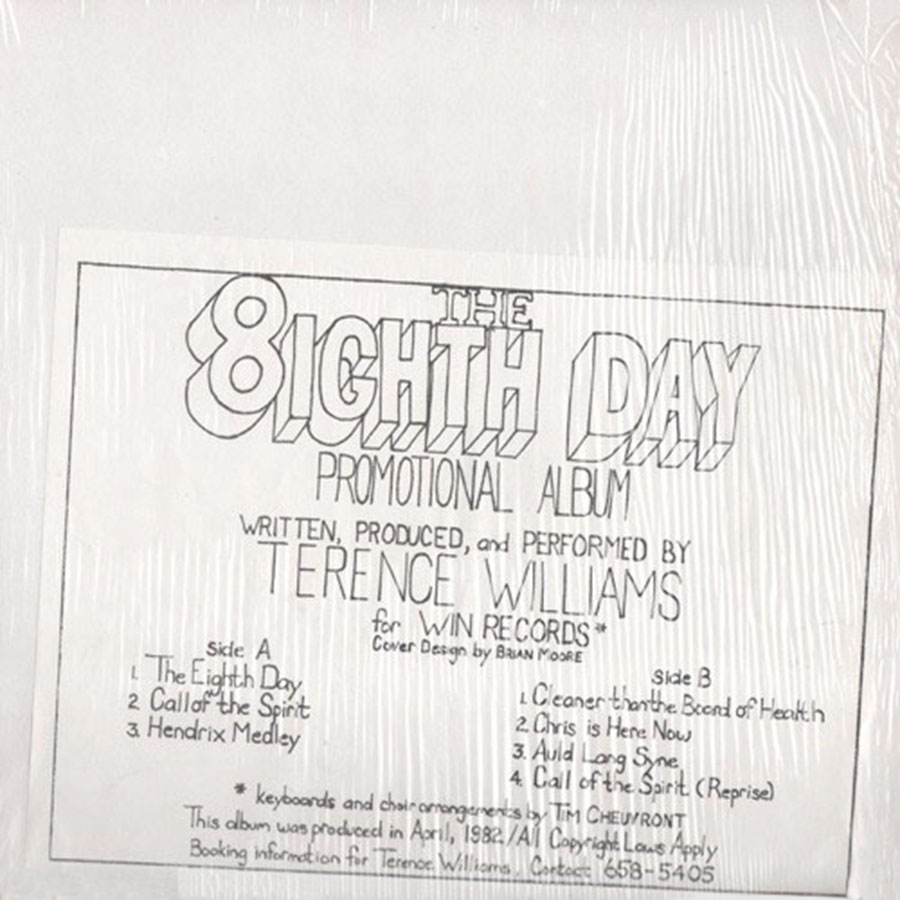 THE
8IGHTH DAY
PROMOTIONAL ALBUM
WRITTEN, PRODUCED, and PERFORMED BY
TERENCE WILLIAMS
for WIN RECORDS*
Cover Design by BRIAN MOORE
Side A
1. The Eighth Day
2 Call of the Spirit
3. Hendrix Medley
Side B
1. Cleaner than the Board of Health
2. Chris is Here Now
3. Auld Lang Syne
4. Call of the Spirit (Reprise)
* keyboards and choir arrangements by TIM CHEUVRONT
This album was produced in April, 1982 / All Copyright Laws Apply
Booking information for Terence Williams. Contact 658-5405